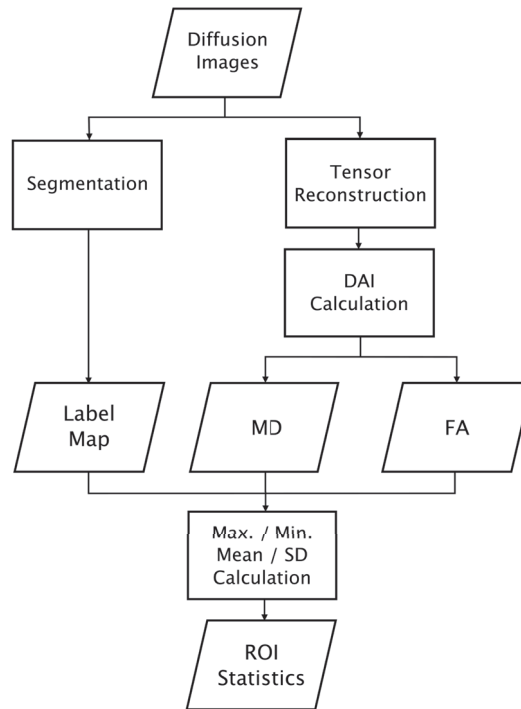 Diffusion
Images
Segmentation
Tensor
Reconstruction
DAI
Calculation
Label
Map
MD
FA
Max. / Min.
Mean / SD
Calculation
ROI
Statistics